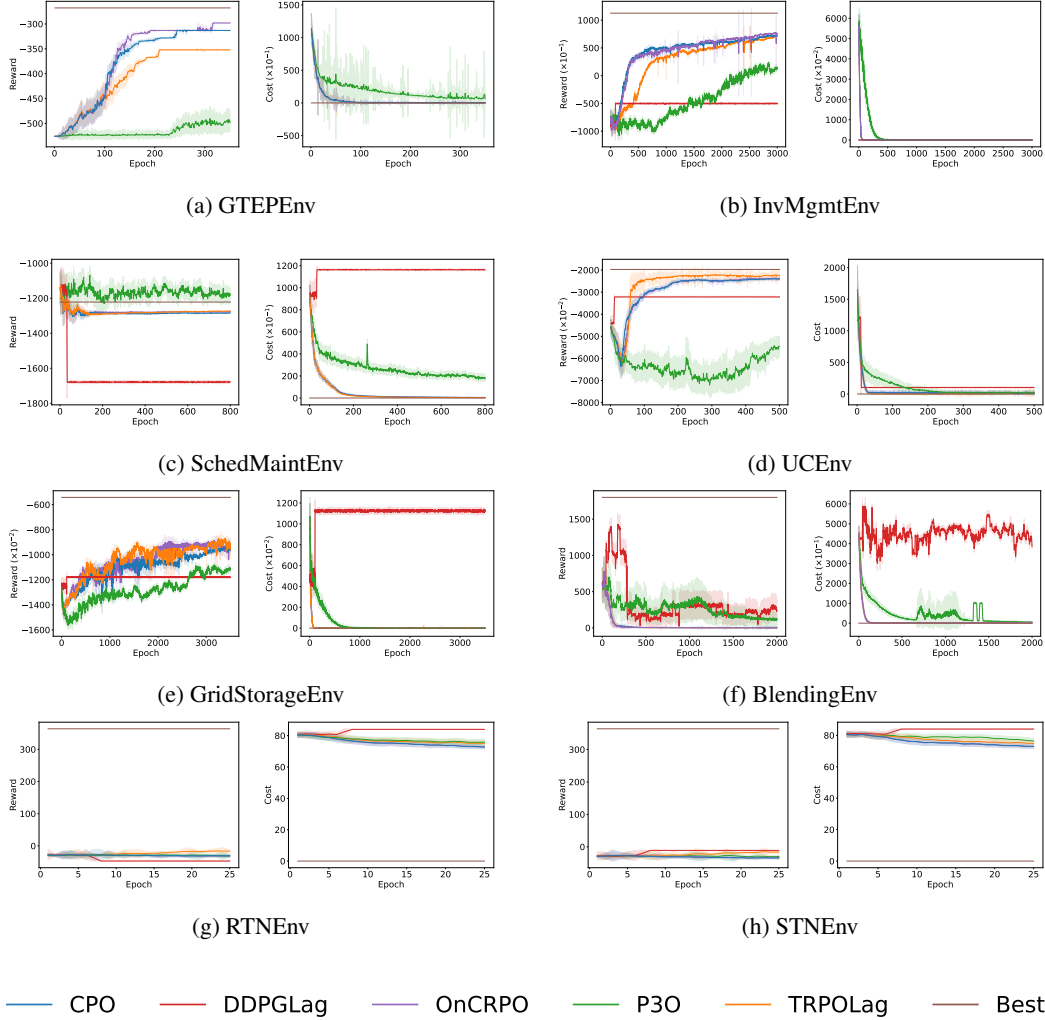 −300
−350
−400
−450
−500
Reward
100
200
300
Epoch
1500
1000
500
0
−500
Cost (×10⁻¹)
0
100
200
300
Epoch
(a) GTEPEnv
1000
500
0
−500
−1000
Reward (×10⁻¹)
0 500 1000 1500 2000 2500 3000
Epoch
6000
5000
4000
3000
2000
1000
0
Cost (×10⁻²)
0 500 1000 1500 2000 2500 3000
Epoch
(b) InvMgmtEnv
−1000
−1200
−1400
−1600
−1800
Reward
0 200 400 600 800
Epoch
1200
1000
800
600
400
200
0
Cost (×10⁻¹)
0 200 400 600 800
Epoch
(c) SchedMaintEnv
−2000
−3000
−4000
−5000
−6000
−7000
−8000
Reward (×10⁻²)
0 100 200 300 400 500
Epoch
2000
1500
1000
500
0
Cost
0 100 200 300 400 500
Epoch
(d) UCEnv
−600
−800
−1000
−1200
−1400
−1600
Reward (×10⁻²)
0 1000 2000 3000
Epoch
1200
1000
800
600
400
200
0
Cost (×10⁻²)
0 1000 2000 3000
Epoch
(e) GridStorageEnv
1500
1000
500
0
Reward
0 500 1000 1500 2000
Epoch
6000
5000
4000
3000
2000
1000
0
Cost (×10⁻¹)
0 500 1000 1500 2000
Epoch
(f) BlendingEnv
300
200
100
0
Reward
0 5 10 15 20 25
Epoch
80
60
40
20
0
Cost
0 5 10 15 20 25
Epoch
(g) RTNEnv
300
200
100
0
Reward
0 5 10 15 20 25
Epoch
80
60
40
20
0
Cost
0 5 10 15 20 25
Epoch
(h) STNEnv
CPO DDPGLag OnCRPO P3O TRPOLag Best